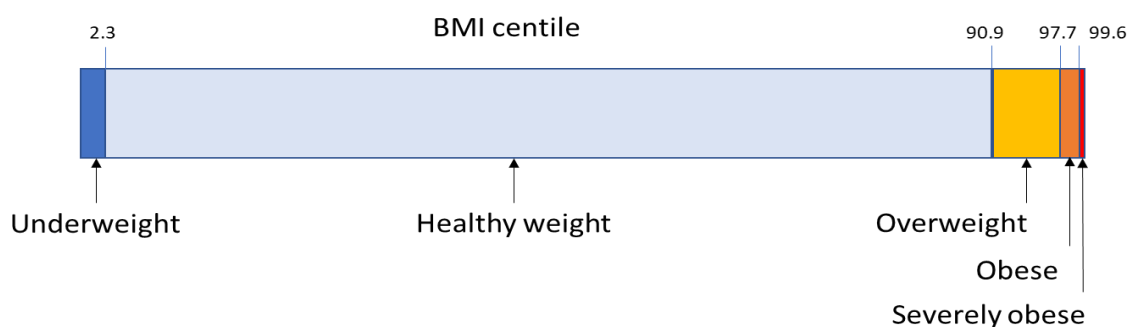 BMI centile
2.3
90.9
97.7
99.6
Underweight
Healthy weight
Overweight
Obese
Severely obese